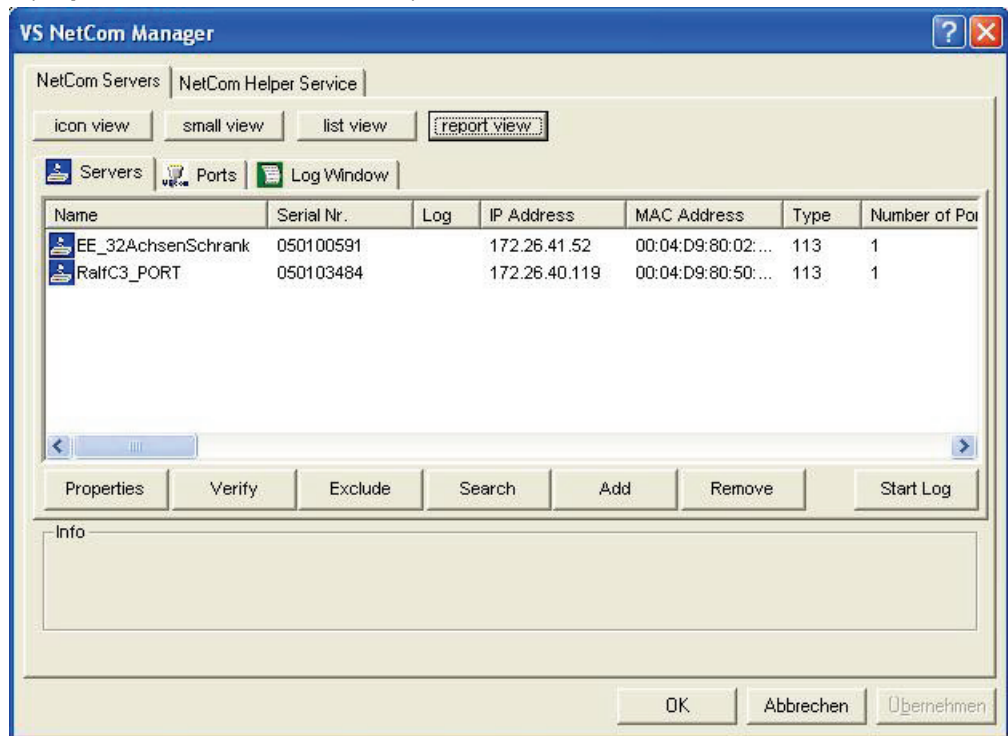 VS NetCom Manager
NetCom Servers NetCom Helper Service
icon view small view list view report view
Servers Ports Log Window
Name Serial Nr. Log IP Address MAC Address Type Number of Por
EE_32AchsenSchrank 050100591 172.26.41.52 00:04:D9:80:02:... 113 1
RalfC3_PORT 050103484 172.26.40.119 00:04:D9:80:50:... 113 1
Properties Verify Exclude Search Add Remove Start Log
Info
OK Abbrechen Übernehmen